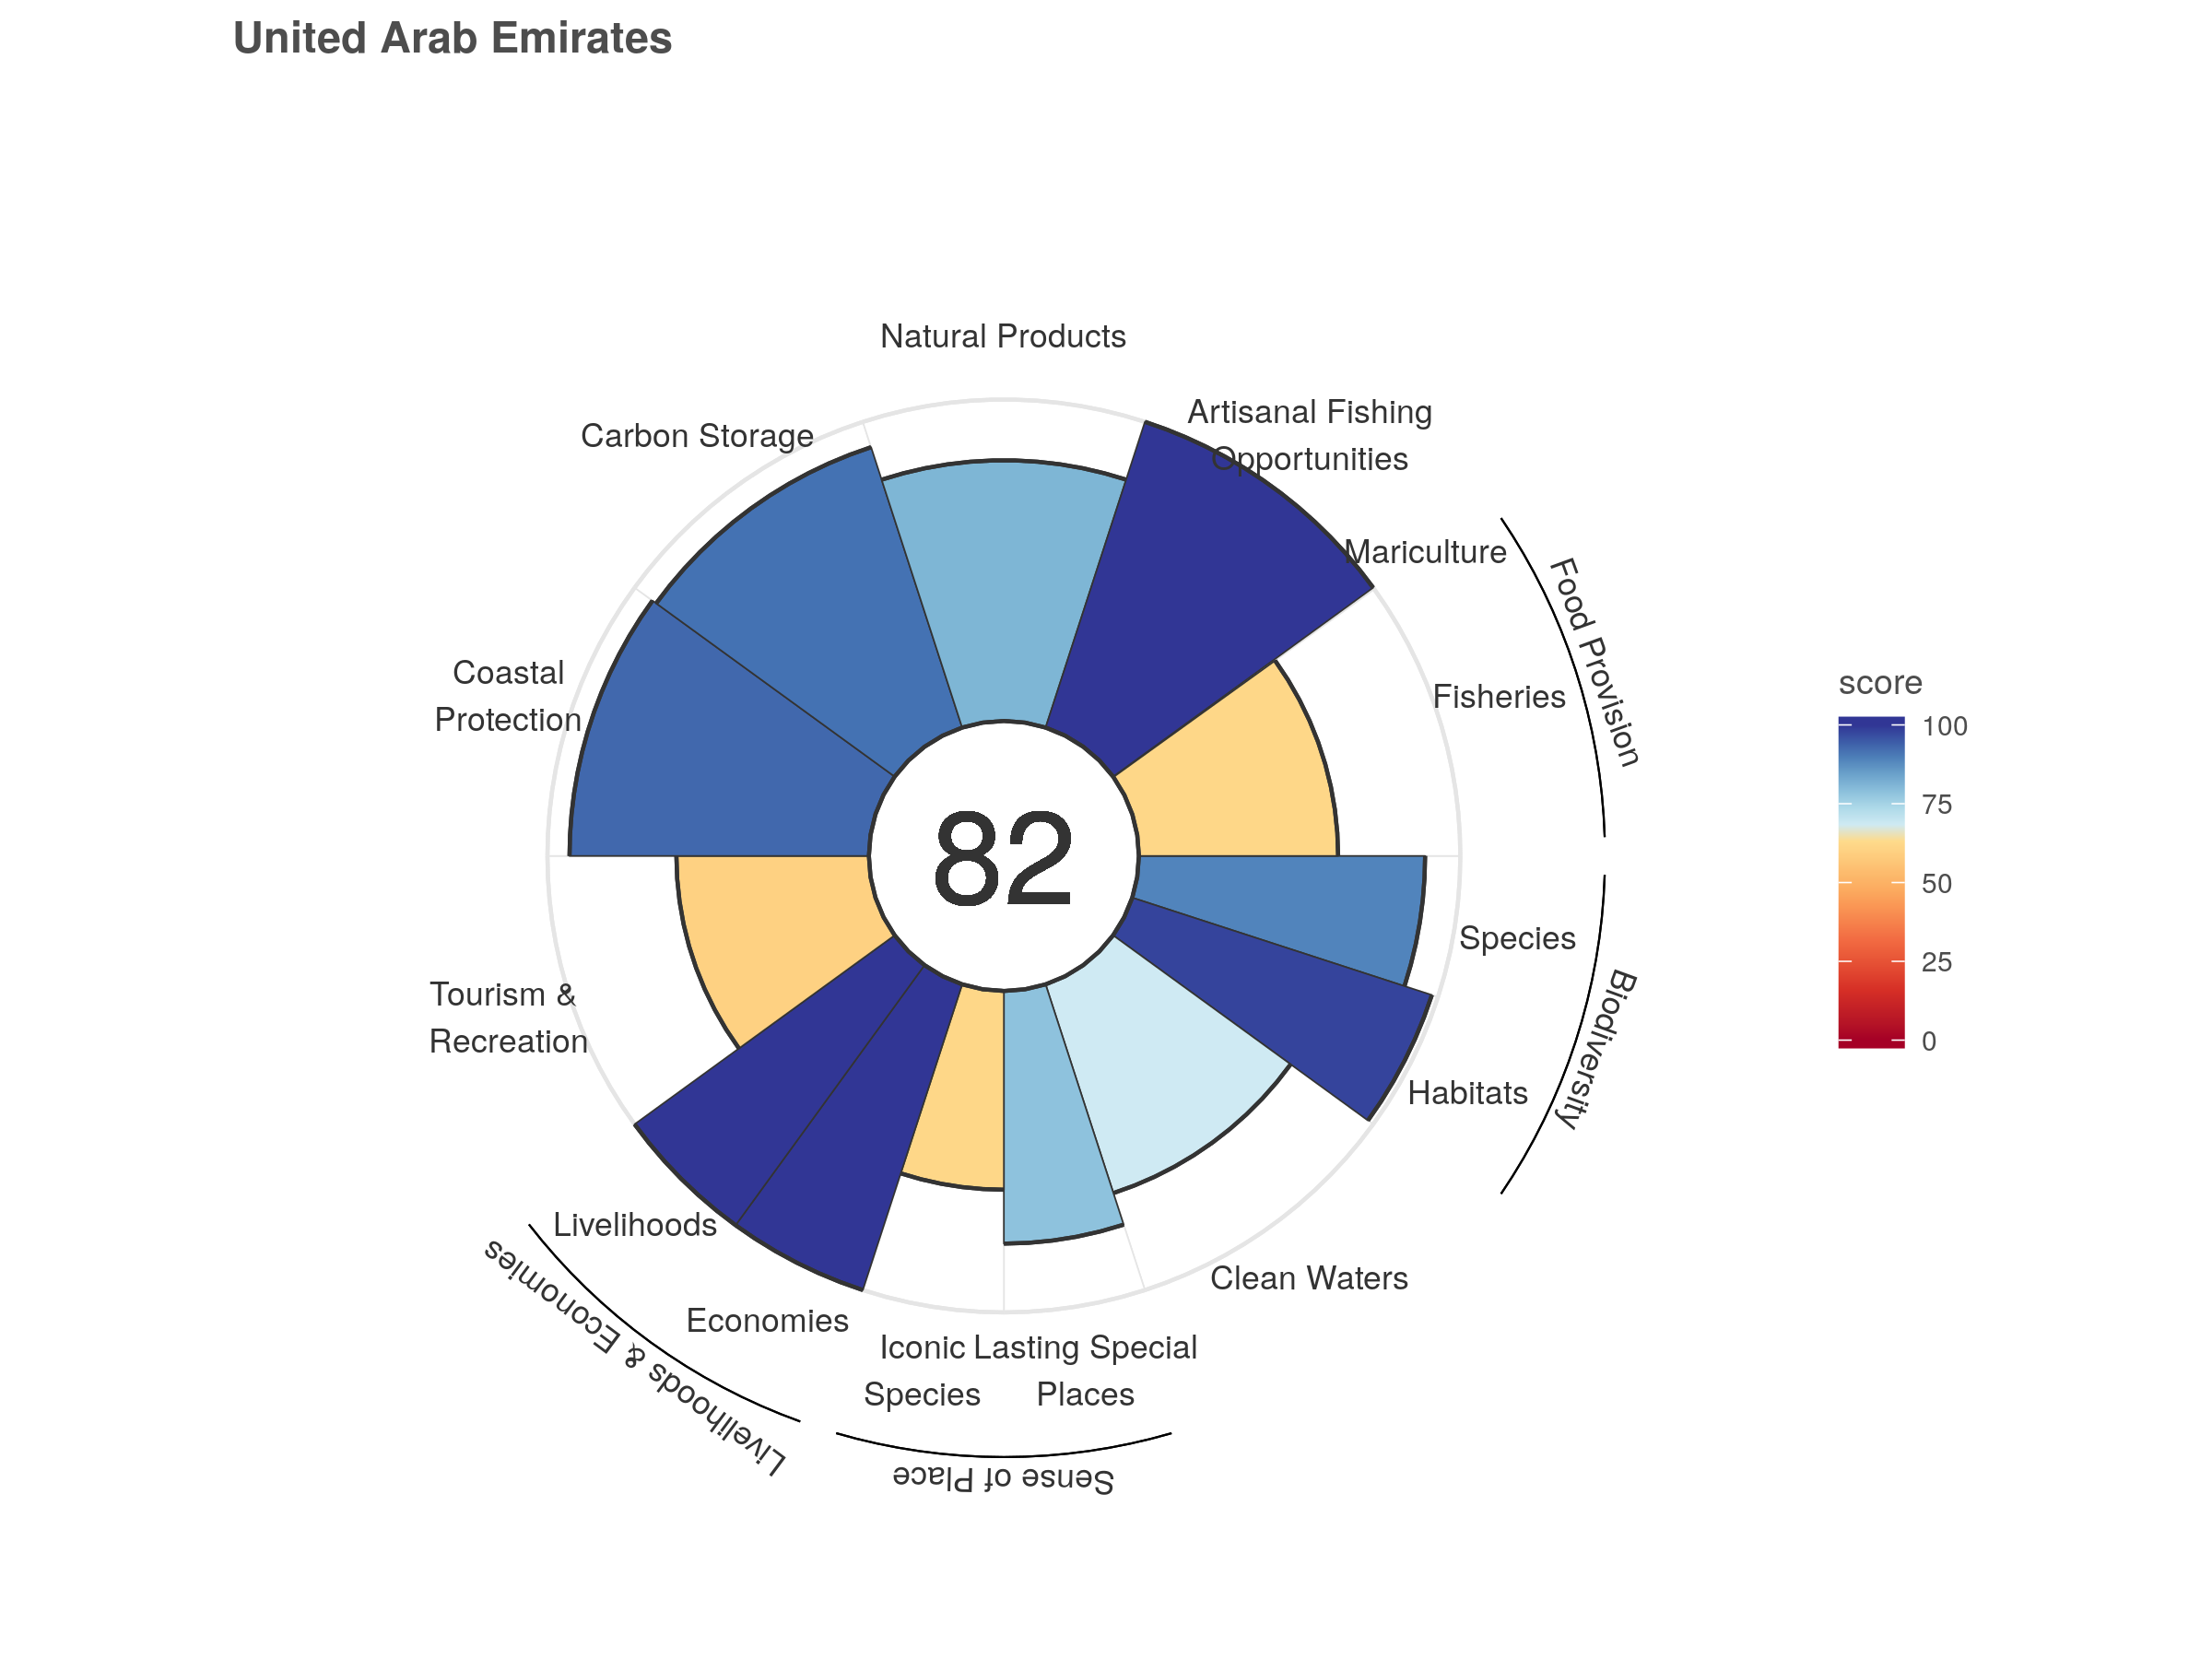 United Arab Emirates
Natural Products
Artisanal Fishing
Opportunities
Carbon Storage
Mariculture
Food Provision
Fisheries
Coastal
Protection
82
score
100
75
50
25
0
Species
Biodiversity
Tourism &
Recreation
Habitats
Livelihoods
Clean Waters
Economies
Livelihoods & Economies
Iconic
Species
Lasting Special
Places
Sense of Place